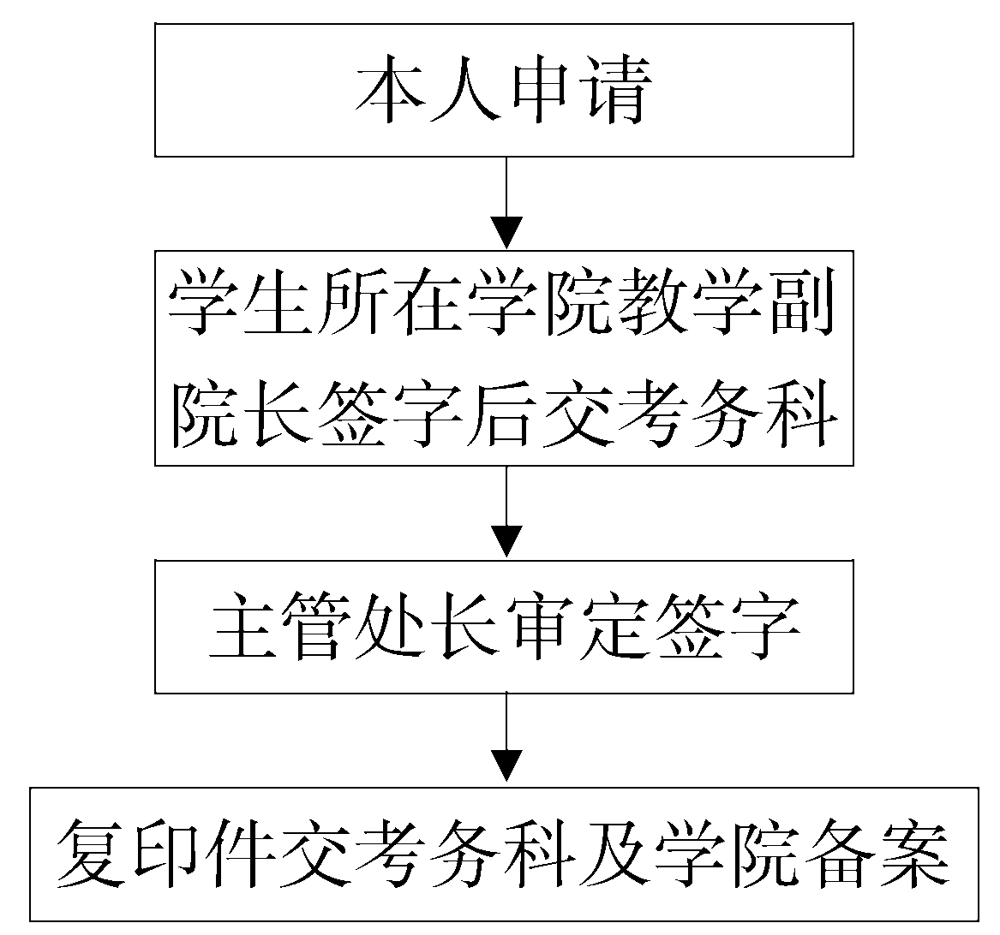 本人申请
学生所在学院教学副
院长签字后交考务科
主管处长审定签字
复印件交考务科及学院备案